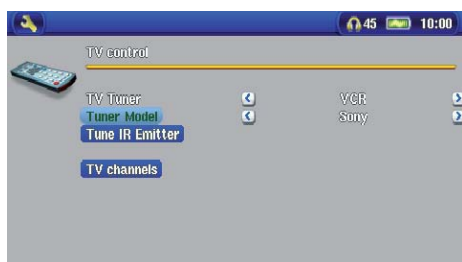 45 10:00
TV control
TV Tuner VCR
Tuner Model Sony
Tune IR Emitter
TV channels